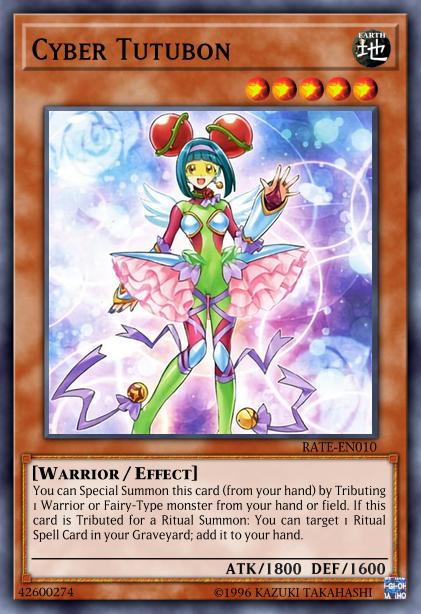 CYBER TUTUBON
EARTH
地
RATE-EN010
[WARRIOR / EFFECT]
You can Special Summon this card (from your hand) by Tributing
1 Warrior or Fairy-Type monster from your hand or field. If this
card is Tributed for a Ritual Summon: You can target 1 Ritual
Spell Card in your Graveyard; add it to your hand.
ATK/1800 DEF/1600
42600274
©1996 KAZUKI TAKAHASHI